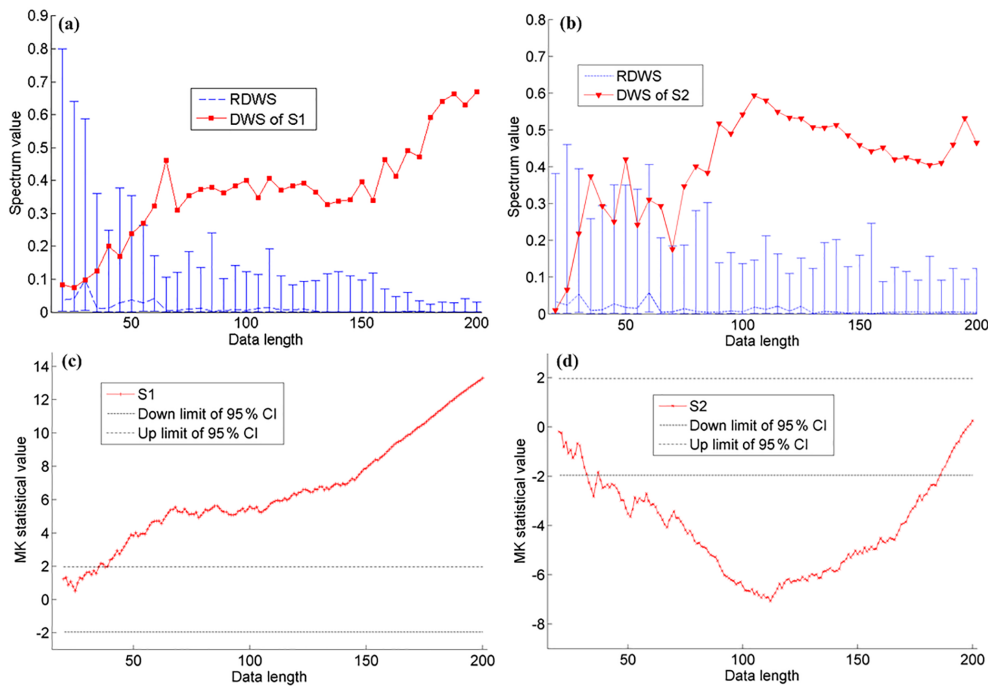 (a)
0.9
0.8
0.7
0.6
0.5
0.4
0.3
0.2
0.1
0
Spectrum value
RDWS
DWS of S1
50
100
150
200
Data length
(b)
0.8
0.7
0.6
0.5
0.4
0.3
0.2
0.1
0
Spectrum value
RDWS
DWS of S2
50
100
150
200
Data length
(c)
14
12
10
8
6
4
2
0
-2
MK statistical value
S1
Down limit of 95% CI
Up limit of 95% CI
50
100
150
200
Data length
(d)
2
0
-2
-4
-6
-8
MK statistical value
S2
Down limit of 95% CI
Up limit of 95% CI
50
100
150
200
Data length